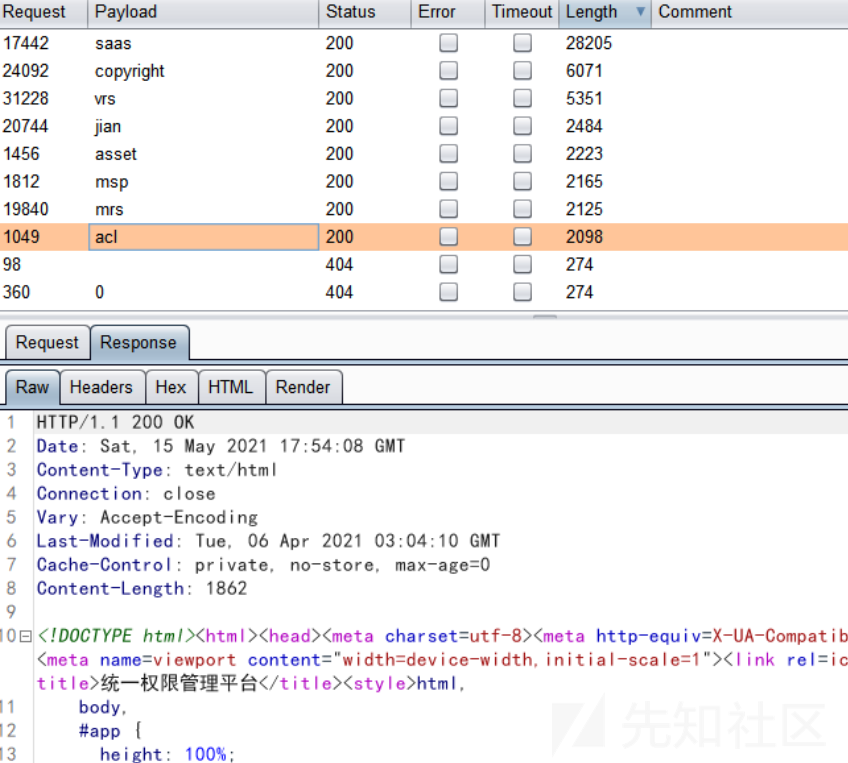 Request Payload Status Error Timeout Length Comment
17442 saas 200 28205
24092 copyright 200 6071
31228 vrs 200 5351
20744 jian 200 2484
1456 asset 200 2223
1812 msp 200 2165
19840 mrs 200 2125
1049 acl 200 2098
98 404 274
360 0 404 274
Request Response
Raw Headers Hex HTML Render
1 HTTP/1.1 200 OK
2 Date: Sat, 15 May 2021 17:54:08 GMT
3 Content-Type: text/html
4 Connection: close
5 Vary: Accept-Encoding
6 Last-Modified: Tue, 06 Apr 2021 03:04:10 GMT
7 Cache-Control: private, no-store, max-age=0
8 Content-Length: 1862
9
10 <!DOCTYPE html><html><head><meta charset=utf-8><meta http-equiv=X-UA-Compatib
<meta name=viewport content="width=device-width,initial-scale=1"><link rel=ic
title>统一权限管理平台</title><style>html,
11 body,
12 #app {
13 height: 100%;
先知社区